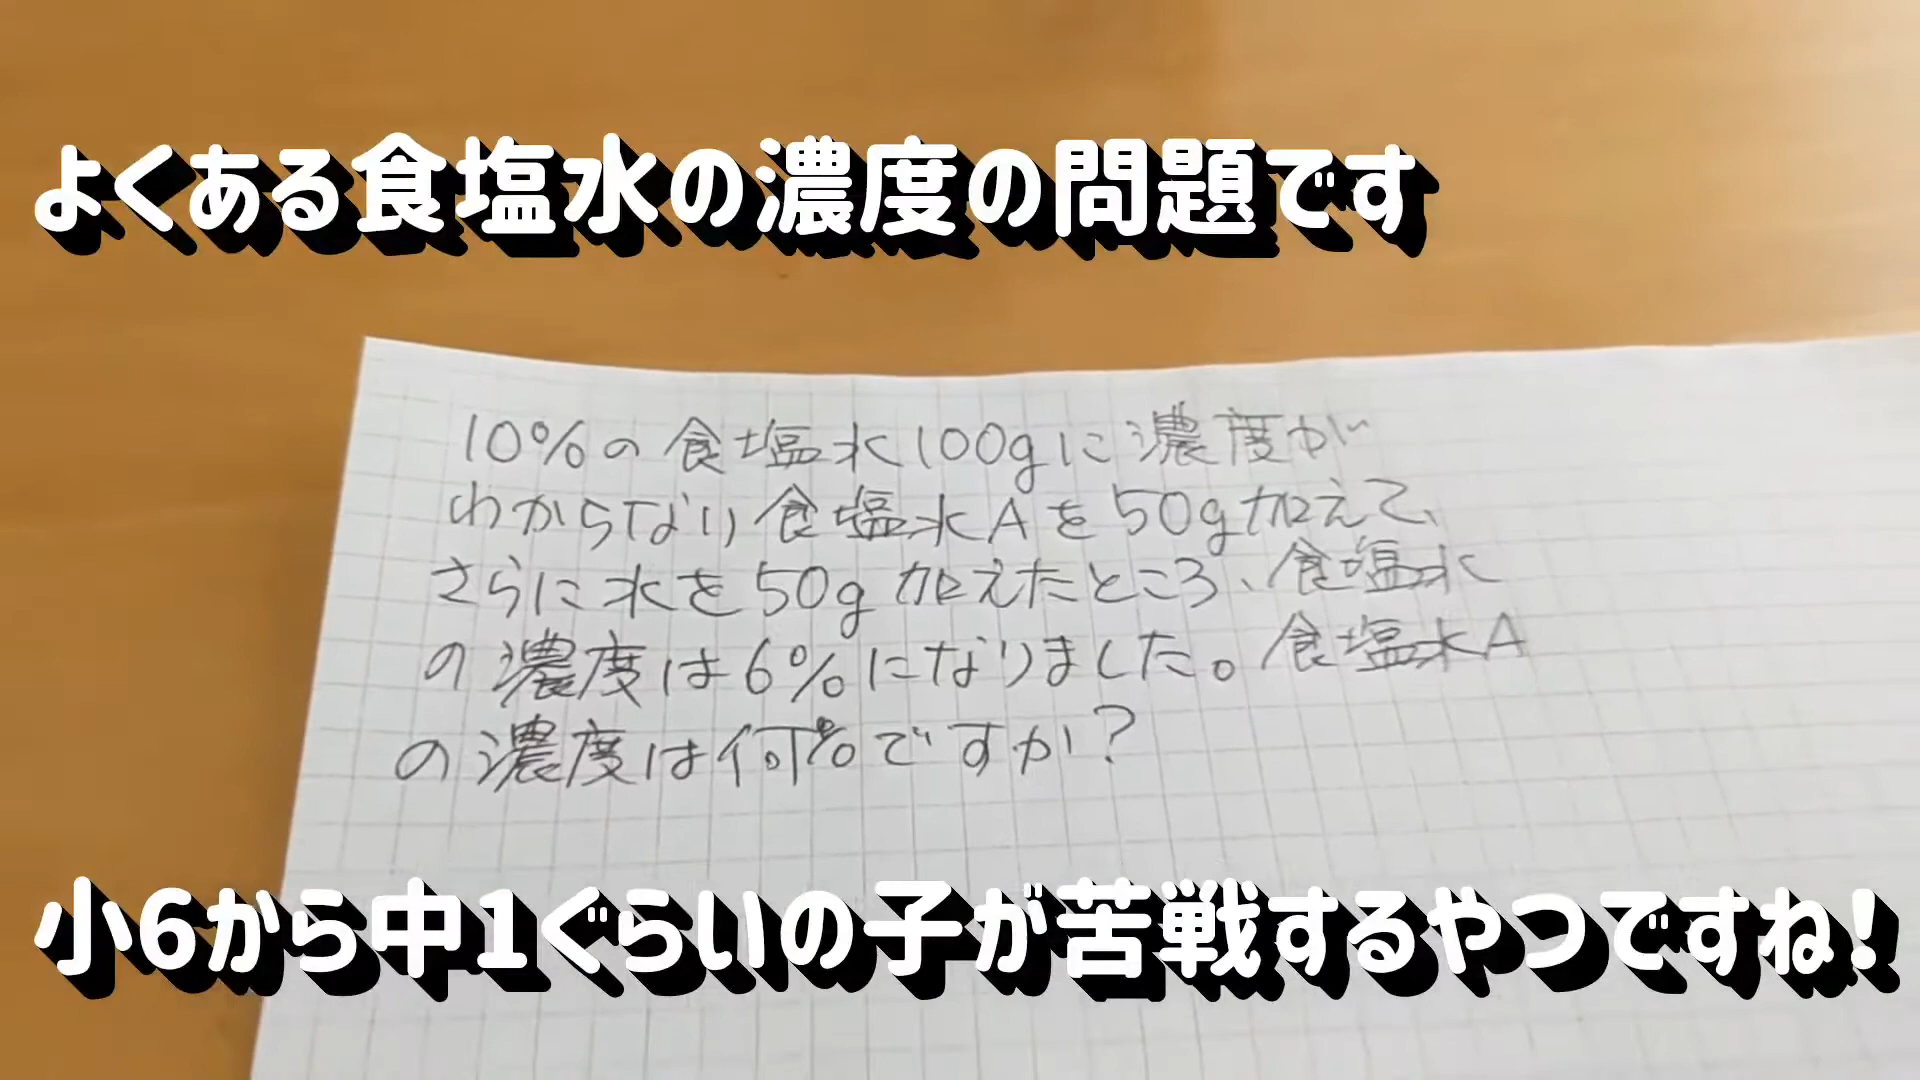 よくある食塩水の濃度の問題です
10%の食塩水100gに濃度が
わからない食塩水Aを50g加えて、
さらに水を50g加えたところ、食塩水
の濃度は6%になりました。食塩水A
の濃度は何%ですか?
小6から中1ぐらいの子が苦戦するやつですね!